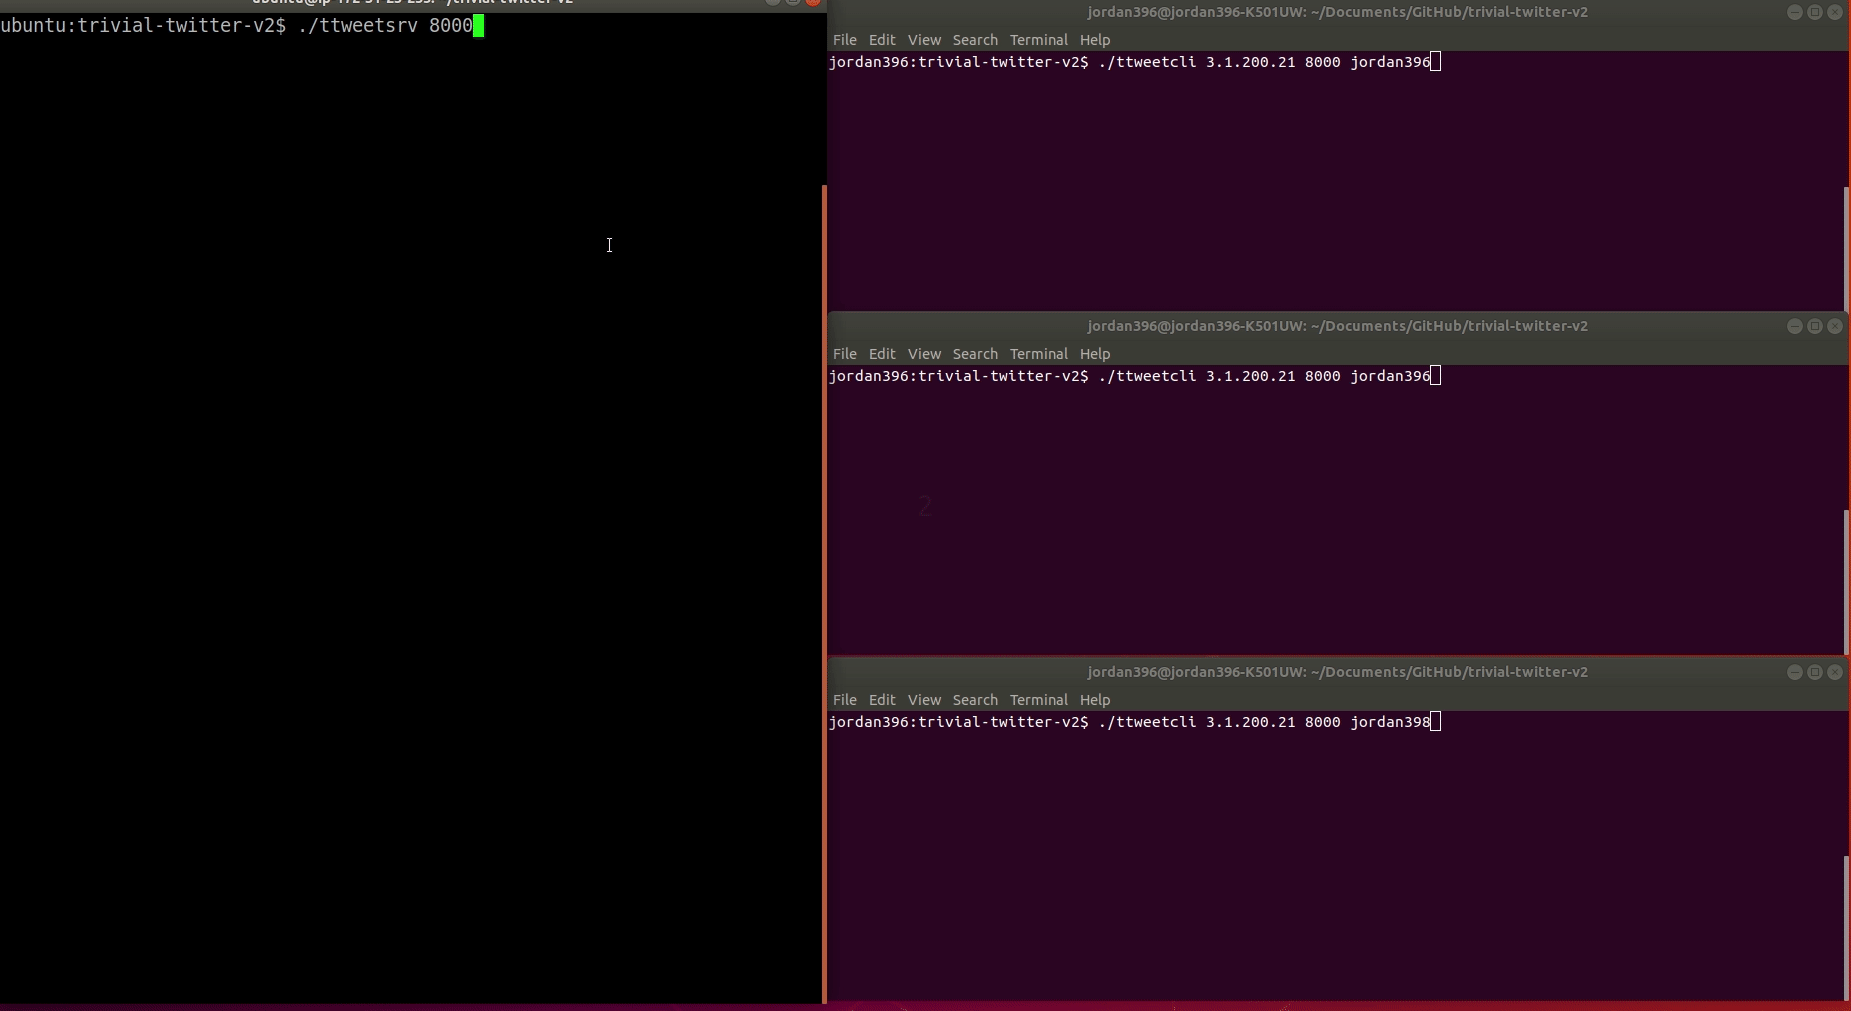 ubuntu:trivial-twitter-v2$ ./ttweetsrv 8000
jordan396@jordan396-K501UW: ~/Documents/GitHub/trivial-twitter-v2
File Edit View Search Terminal Help
jordan396:trivial-twitter-v2$ ./ttweetcli 3.1.200.21 8000 jordan396
jordan396@jordan396-K501UW: ~/Documents/GitHub/trivial-twitter-v2
File Edit View Search Terminal Help
jordan396:trivial-twitter-v2$ ./ttweetcli 3.1.200.21 8000 jordan396
2
jordan396@jordan396-K501UW: ~/Documents/GitHub/trivial-twitter-v2
File Edit View Search Terminal Help
jordan396:trivial-twitter-v2$ ./ttweetcli 3.1.200.21 8000 jordan398